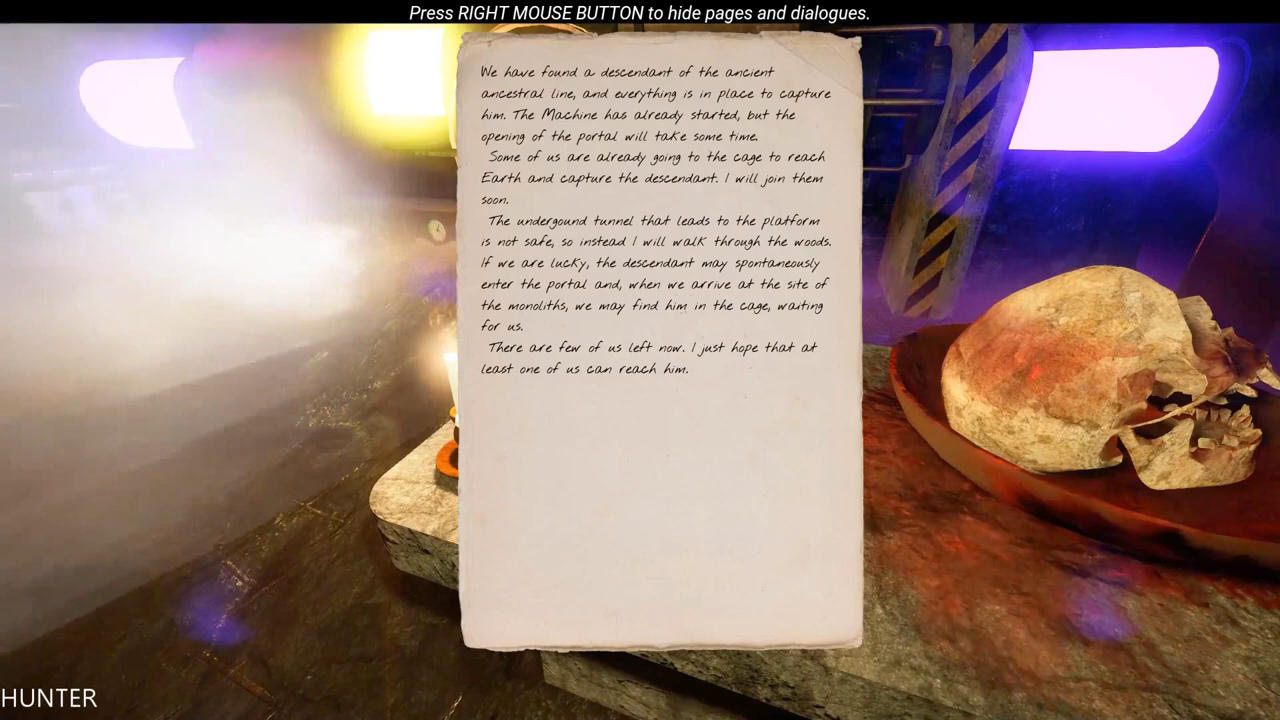 Press RIGHT MOUSE BUTTON to hide pages and dialogues.
We have found a descendant of the ancient
ancestral line, and everything is in place to capture
him. The Machine has already started, but the
opening of the portal will take some time.
Some of us are already going to the cage to reach
Earth and capture the descendant. I will join them
soon.
The undergound tunnel that leads to the platform
is not safe, so instead I will walk through the woods.
If we are lucky, the descendant may spontaneously
enter the portal and, when we arrive at the site of
the monoliths, we may find him in the cage, waiting
for us.
There are few of us left now. I just hope that at
least one of us can reach him.
HUNTER